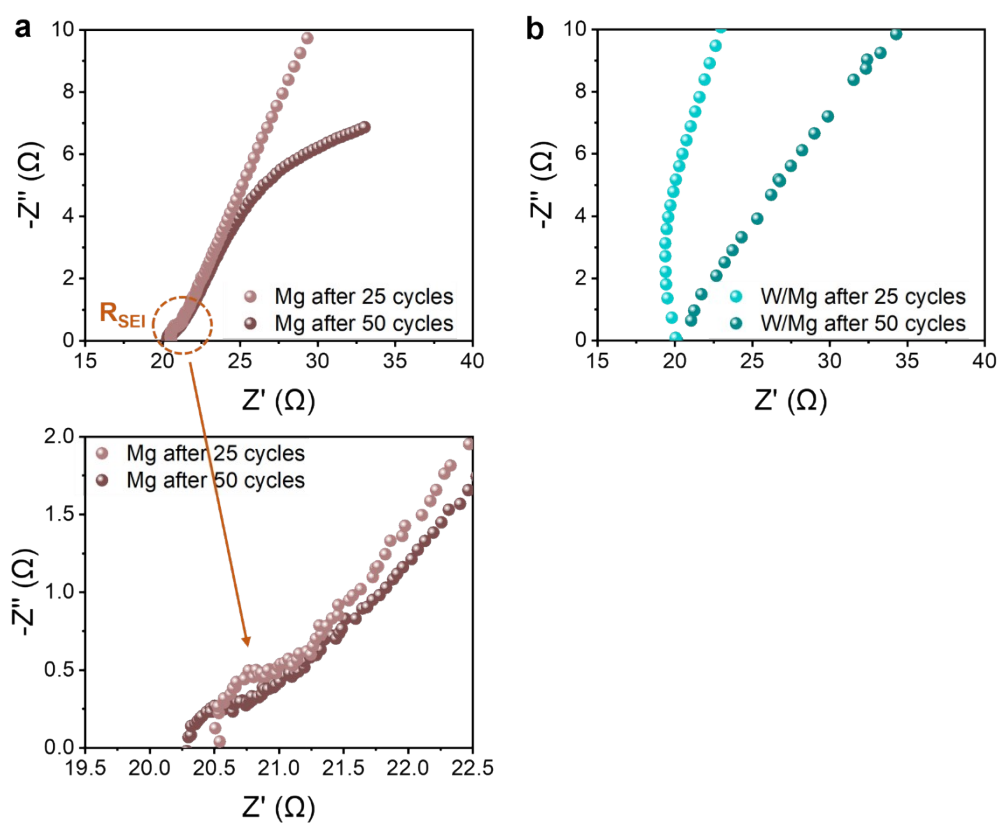 a
10
8
6
4
2
0
-Z" (Ω)
R_SEI
Mg after 25 cycles
Mg after 50 cycles
15 20 25 30 35 40
Z' (Ω)
b
10
8
6
4
2
0
-Z" (Ω)
W/Mg after 25 cycles
W/Mg after 50 cycles
15 20 25 30 35 40
Z' (Ω)
2.0
1.5
1.0
0.5
0.0
-Z" (Ω)
Mg after 25 cycles
Mg after 50 cycles
19.5 20.0 20.5 21.0 21.5 22.0 22.5
Z' (Ω)